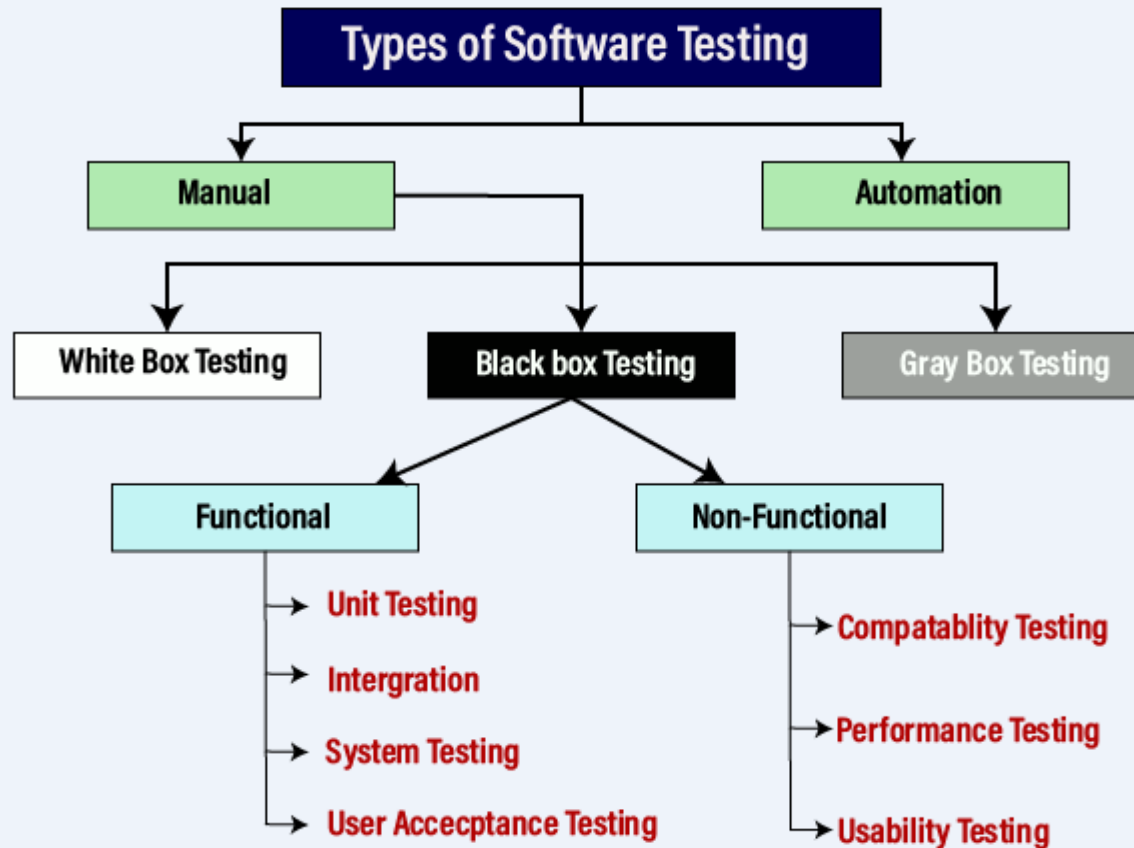 Types of Software Testing
Manual
Automation
White Box Testing
Black box Testing
Gray Box Testing
Functional
Non-Functional
Unit Testing
Intergration
System Testing
User Accecptance Testing
Compatablity Testing
Performance Testing
Usability Testing